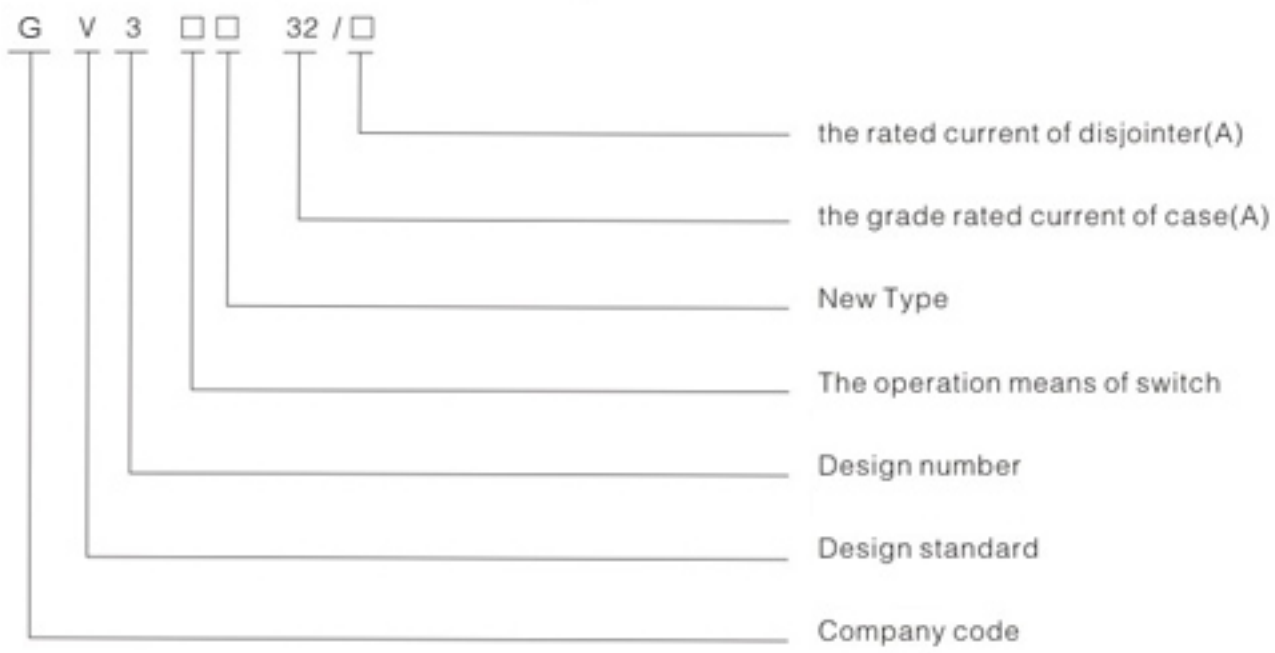 G V 3 □□ 32 / □
the rated current of disjointer(A)
the grade rated current of case(A)
New Type
The operation means of switch
Design number
Design standard
Company code